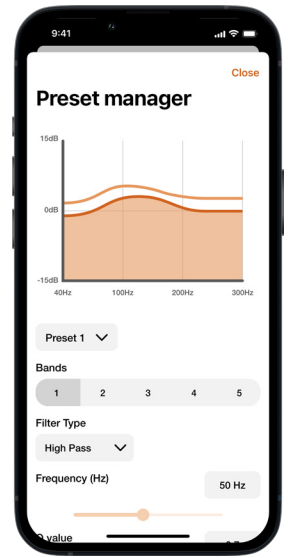 9:41
Close
Preset manager
15dB
0dB
-15dB
40Hz 100Hz 200Hz 300Hz
Preset 1
Bands
1 2 3 4 5
Filter Type
High Pass
Frequency (Hz) 50 Hz
value